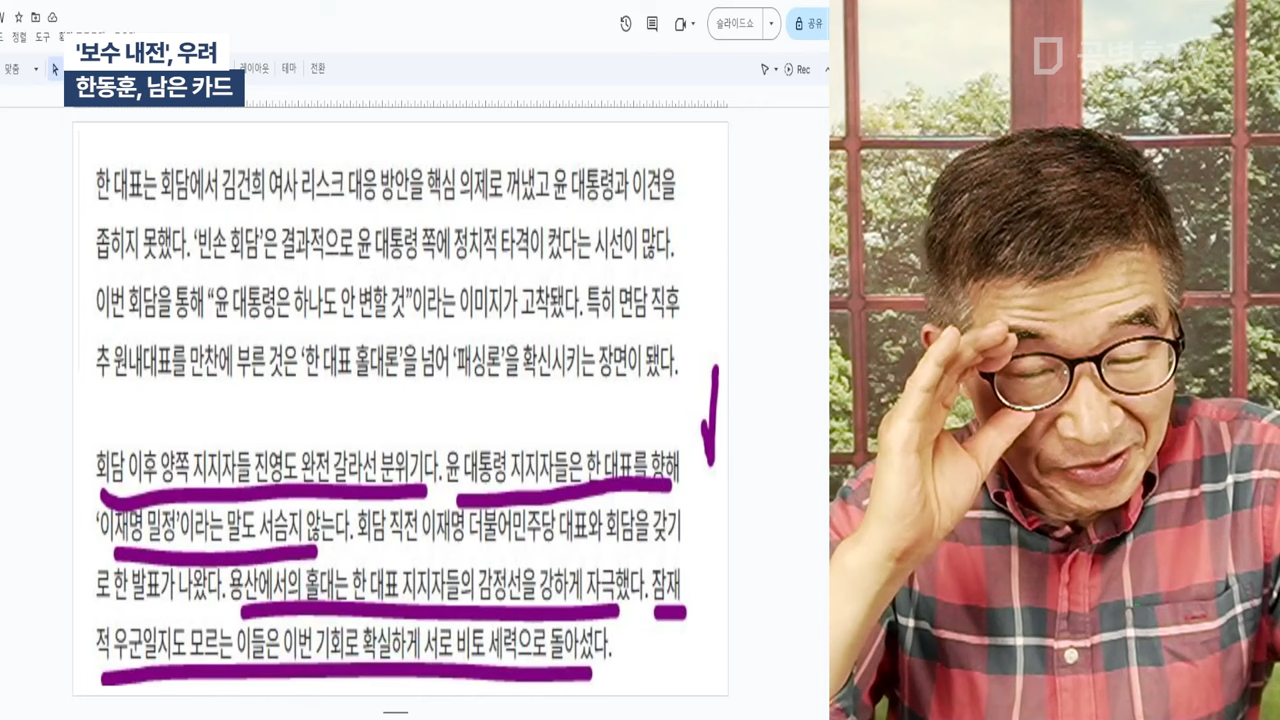 정렬 도구
슬라이드쇼
공유
'보수 내전', 우려
한동훈, 남은 카드
맞춤
레이아웃 테마 전환
Rec
한 대표는 회담에서 김건희 여사 리스크 대응 방안을 핵심 의제로 꺼냈고 윤 대통령과 이견을
좁히지 못했다. ‘빈손 회담’은 결과적으로 윤 대통령 쪽에 정치적 타격이 컸다는 시선이 많다.
이번 회담을 통해 “윤 대통령은 하나도 안 변할 것”이라는 이미지가 고착됐다. 특히 면담 직후
추 원내대표를 만찬에 부른 것은 ‘한 대표 홀대론’을 넘어 ‘패싱론’을 확신시키는 장면이 됐다.
회담 이후 양쪽 지지자들 진영도 완전 갈라선 분위기다. 윤 대통령 지지자들은 한 대표를 향해
‘이재명 밀정’이라는 말도 서슴지 않는다. 회담 직전 이재명 더불어민주당 대표와 회담을 갖기
로 한 발표가 나왔다. 용산에서의 홀대는 한 대표 지지자들의 감정선을 강하게 자극했다. 잠재
적 우군일지도 모르는 이들은 이번 기회로 확실하게 서로 비토 세력으로 돌아섰다.